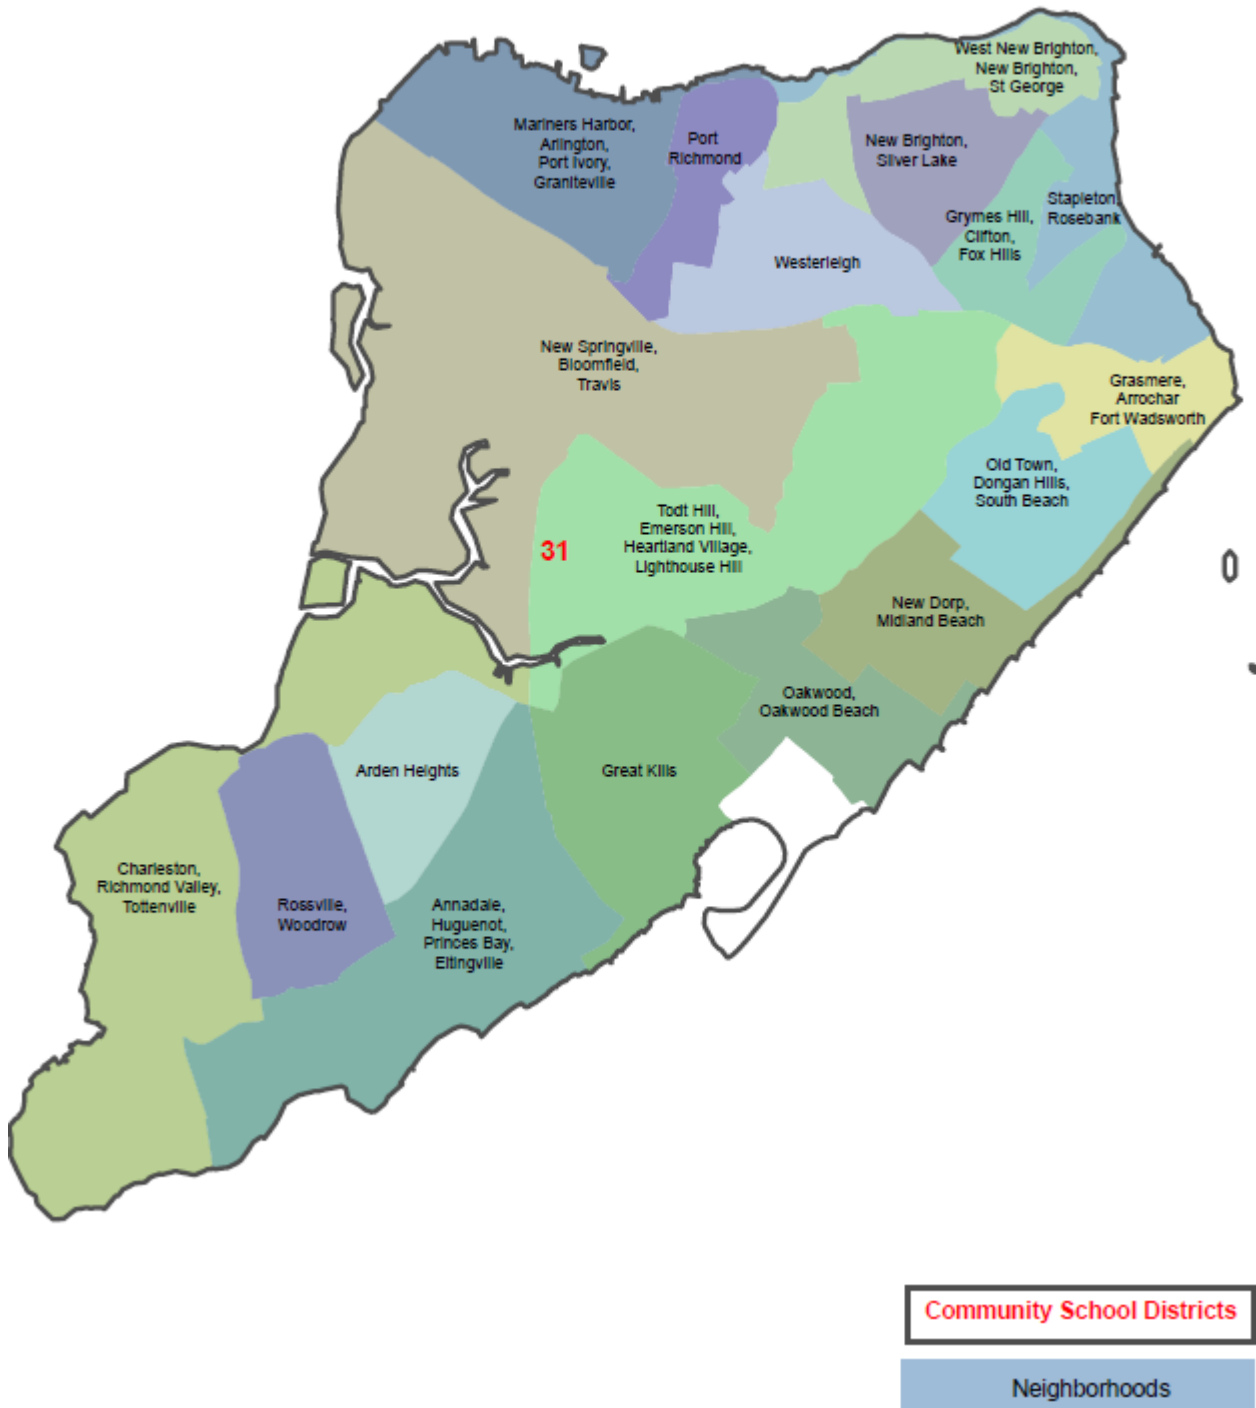 West New Brighton,
New Brighton,
St George
Mariners Harbor,
Arlington,
Port Ivory,
Graniteville
Port
Richmond
New Brighton,
Silver Lake
Stapleton,
Rosebank
Grymes Hill,
Clifton,
Fox Hills
Westerleigh
New Springville,
Bloomfield,
Travis
Grasmere,
Arrochar
Fort Wadsworth
Old Town,
Dongan Hills,
South Beach
Todt Hill,
Emerson Hill,
Heartland Village,
Lighthouse Hill
31
New Dorp,
Midland Beach
Oakwood,
Oakwood Beach
Arden Heights
Great Kills
Charleston,
Richmond Valley,
Tottenville
Rossville,
Woodrow
Annadale,
Huguenot,
Princes Bay,
Eltingville
Community School Districts
Neighborhoods